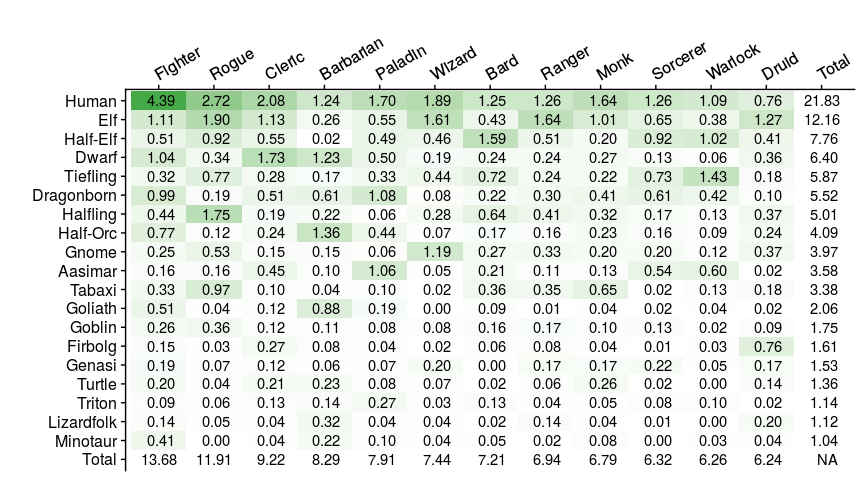 Fighter Rogue Cleric Barbarian Paladin Wizard Bard Ranger Monk Sorcerer Warlock Druid Total
Human 4.39 2.72 2.08 1.24 1.70 1.89 1.25 1.26 1.64 1.26 1.09 0.76 21.83
Elf 1.11 1.90 1.13 0.26 0.55 1.61 0.43 1.64 1.01 0.65 0.38 1.27 12.16
Half-Elf 0.51 0.92 0.55 0.02 0.49 0.46 1.59 0.51 0.20 0.92 1.02 0.41 7.76
Dwarf 1.04 0.34 1.73 1.23 0.50 0.19 0.24 0.24 0.27 0.13 0.06 0.36 6.40
Tiefling 0.32 0.77 0.28 0.17 0.33 0.44 0.72 0.24 0.22 0.73 1.43 0.18 5.87
Dragonborn 0.99 0.19 0.51 0.61 1.08 0.08 0.22 0.30 0.41 0.61 0.42 0.10 5.52
Halfling 0.44 1.75 0.19 0.22 0.06 0.28 0.64 0.41 0.32 0.17 0.13 0.37 5.01
Half-Orc 0.77 0.12 0.24 1.36 0.44 0.07 0.17 0.16 0.23 0.16 0.09 0.24 4.09
Gnome 0.25 0.53 0.15 0.15 0.06 1.19 0.27 0.33 0.20 0.20 0.12 0.37 3.97
Aasimar 0.16 0.16 0.45 0.10 1.06 0.05 0.21 0.11 0.13 0.54 0.60 0.02 3.58
Tabaxi 0.33 0.97 0.10 0.04 0.10 0.02 0.36 0.35 0.65 0.02 0.13 0.18 3.38
Goliath 0.51 0.04 0.12 0.88 0.19 0.00 0.09 0.01 0.04 0.02 0.04 0.02 2.06
Goblin 0.26 0.36 0.12 0.11 0.08 0.08 0.16 0.17 0.10 0.13 0.02 0.09 1.75
Firbolg 0.15 0.03 0.27 0.08 0.04 0.02 0.06 0.08 0.04 0.01 0.03 0.76 1.61
Genasi 0.19 0.07 0.12 0.06 0.07 0.20 0.00 0.17 0.17 0.22 0.05 0.17 1.53
Turtle 0.20 0.04 0.21 0.23 0.08 0.07 0.02 0.06 0.26 0.02 0.00 0.14 1.36
Triton 0.09 0.06 0.13 0.14 0.27 0.03 0.13 0.04 0.05 0.08 0.10 0.02 1.14
Lizardfolk 0.14 0.05 0.04 0.32 0.04 0.04 0.02 0.14 0.04 0.01 0.00 0.20 1.12
Minotaur 0.41 0.00 0.04 0.22 0.10 0.04 0.05 0.02 0.08 0.00 0.03 0.04 1.04
Total 13.68 11.91 9.22 8.29 7.91 7.44 7.21 6.94 6.79 6.32 6.26 6.24 NA